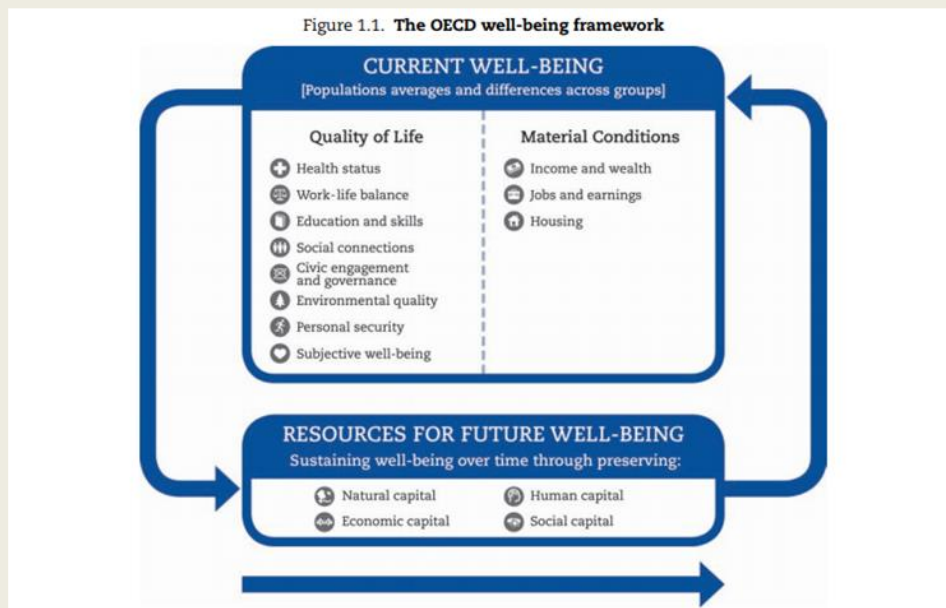 Figure 1.1. The OECD well-being framework
CURRENT WELL-BEING
[Populations averages and differences across groups]
Quality of Life
Health status
Work-life balance
Education and skills
Social connections
Civic engagement
and governance
Environmental quality
Personal security
Subjective well-being
Material Conditions
Income and wealth
Jobs and earnings
Housing
RESOURCES FOR FUTURE WELL-BEING
Sustaining well-being over time through preserving:
Natural capital
Economic capital
Human capital
Social capital